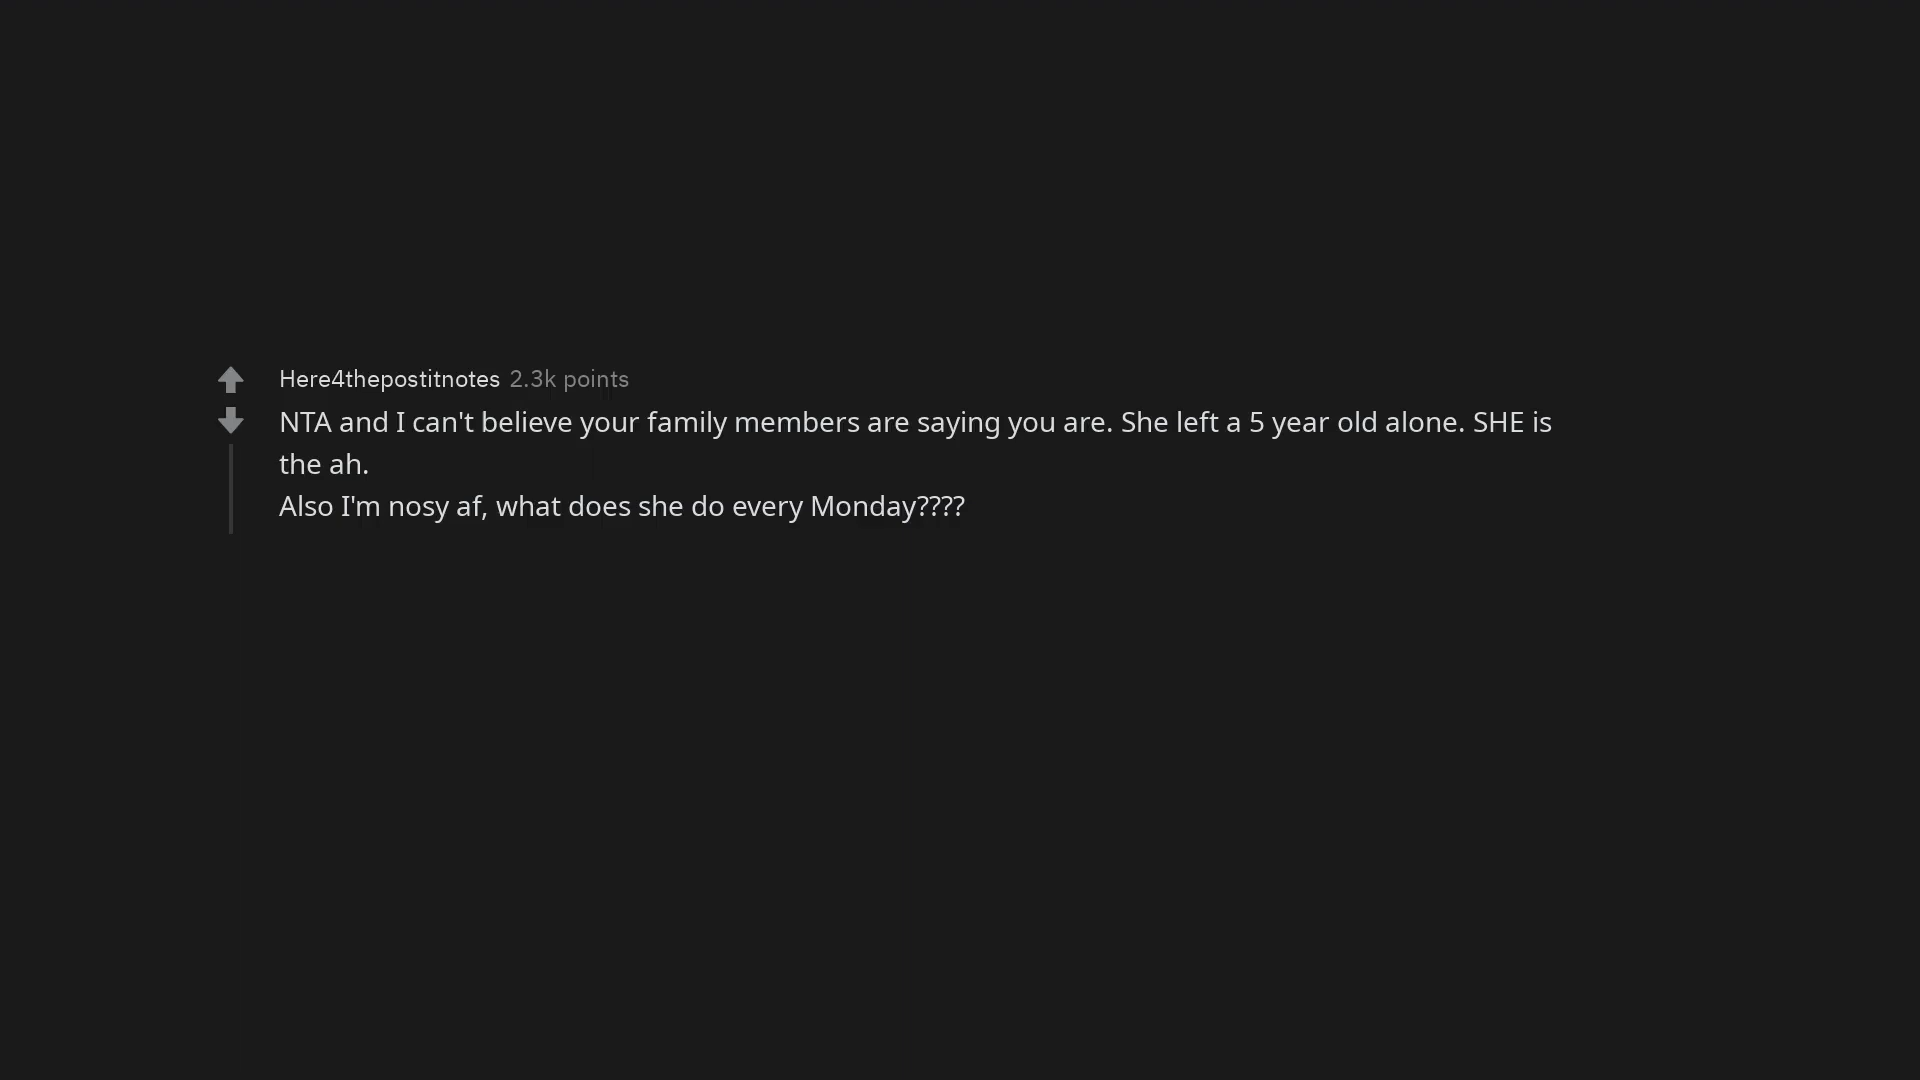 Here4thepostitnotes 2.3k points
NTA and I can't believe your family members are saying you are. She left a 5 year old alone. SHE is
the ah.
Also I'm nosy af, what does she do every Monday????